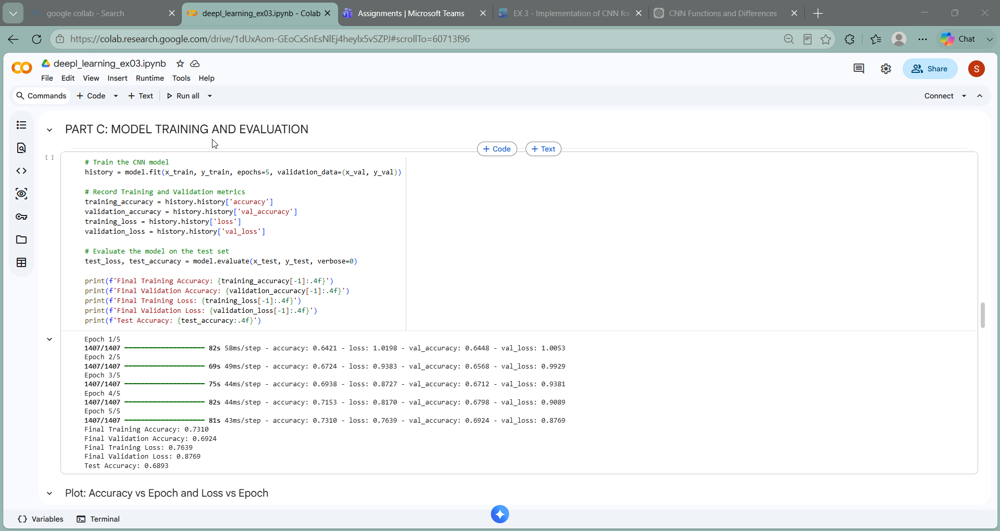 google collab - Search
deepl_learning_ex03.ipynb - Colab
Assignments | Microsoft Teams
EX 3 - Implementation of CNN for
CNN Functions and Differences
https://colab.research.google.com/drive/1dUxAom-GEoCxSnEsNlEj4heylx5vSZPJ#scrollTo=60713f96
Chat
deepl_learning_ex03.ipynb
File Edit View Insert Runtime Tools Help
Share
S
Commands + Code + Text Run all
Connect
PART C: MODEL TRAINING AND EVALUATION
+ Code + Text
[ ]
# Train the CNN model
history = model.fit(x_train, y_train, epochs=5, validation_data=(x_val, y_val))
# Record Training and Validation metrics
training_accuracy = history.history['accuracy']
validation_accuracy = history.history['val_accuracy']
training_loss = history.history['loss']
validation_loss = history.history['val_loss']
# Evaluate the model on the test set
test_loss, test_accuracy = model.evaluate(x_test, y_test, verbose=0)
print(f'Final Training Accuracy: {training_accuracy[-1]:.4f}')
print(f'Final Validation Accuracy: {validation_accuracy[-1]:.4f}')
print(f'Final Training Loss: {training_loss[-1]:.4f}')
print(f'Final Validation Loss: {validation_loss[-1]:.4f}')
print(f'Test Accuracy: {test_accuracy:.4f}')
Epoch 1/5
1407/1407 ━━━━━━━━━━━━━━━━━━━━ 82s 58ms/step - accuracy: 0.6421 - loss: 1.0198 - val_accuracy: 0.6448 - val_loss: 1.0053
Epoch 2/5
1407/1407 ━━━━━━━━━━━━━━━━━━━━ 69s 49ms/step - accuracy: 0.6724 - loss: 0.9383 - val_accuracy: 0.6568 - val_loss: 0.9929
Epoch 3/5
1407/1407 ━━━━━━━━━━━━━━━━━━━━ 75s 44ms/step - accuracy: 0.6938 - loss: 0.8727 - val_accuracy: 0.6712 - val_loss: 0.9381
Epoch 4/5
1407/1407 ━━━━━━━━━━━━━━━━━━━━ 82s 44ms/step - accuracy: 0.7153 - loss: 0.8170 - val_accuracy: 0.6798 - val_loss: 0.9089
Epoch 5/5
1407/1407 ━━━━━━━━━━━━━━━━━━━━ 81s 43ms/step - accuracy: 0.7310 - loss: 0.7639 - val_accuracy: 0.6924 - val_loss: 0.8769
Final Training Accuracy: 0.7310
Final Validation Accuracy: 0.6924
Final Training Loss: 0.7639
Final Validation Loss: 0.8769
Test Accuracy: 0.6893
Plot: Accuracy vs Epoch and Loss vs Epoch
Variables Terminal